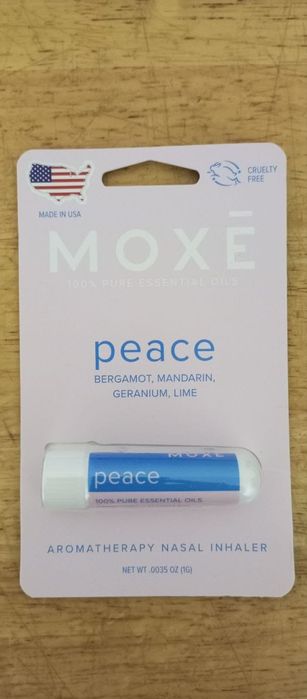 CRUELTY
FREE
MADE IN USA
MOXĒ
100% PURE ESSENTIAL OILS
peace
BERGAMOT, MANDARIN,
GERANIUM, LIME
MOXĒ
peace
100% PURE ESSENTIAL OILS
AROMATHERAPY NASAL INHALER
NET WT .0035 OZ (1G)